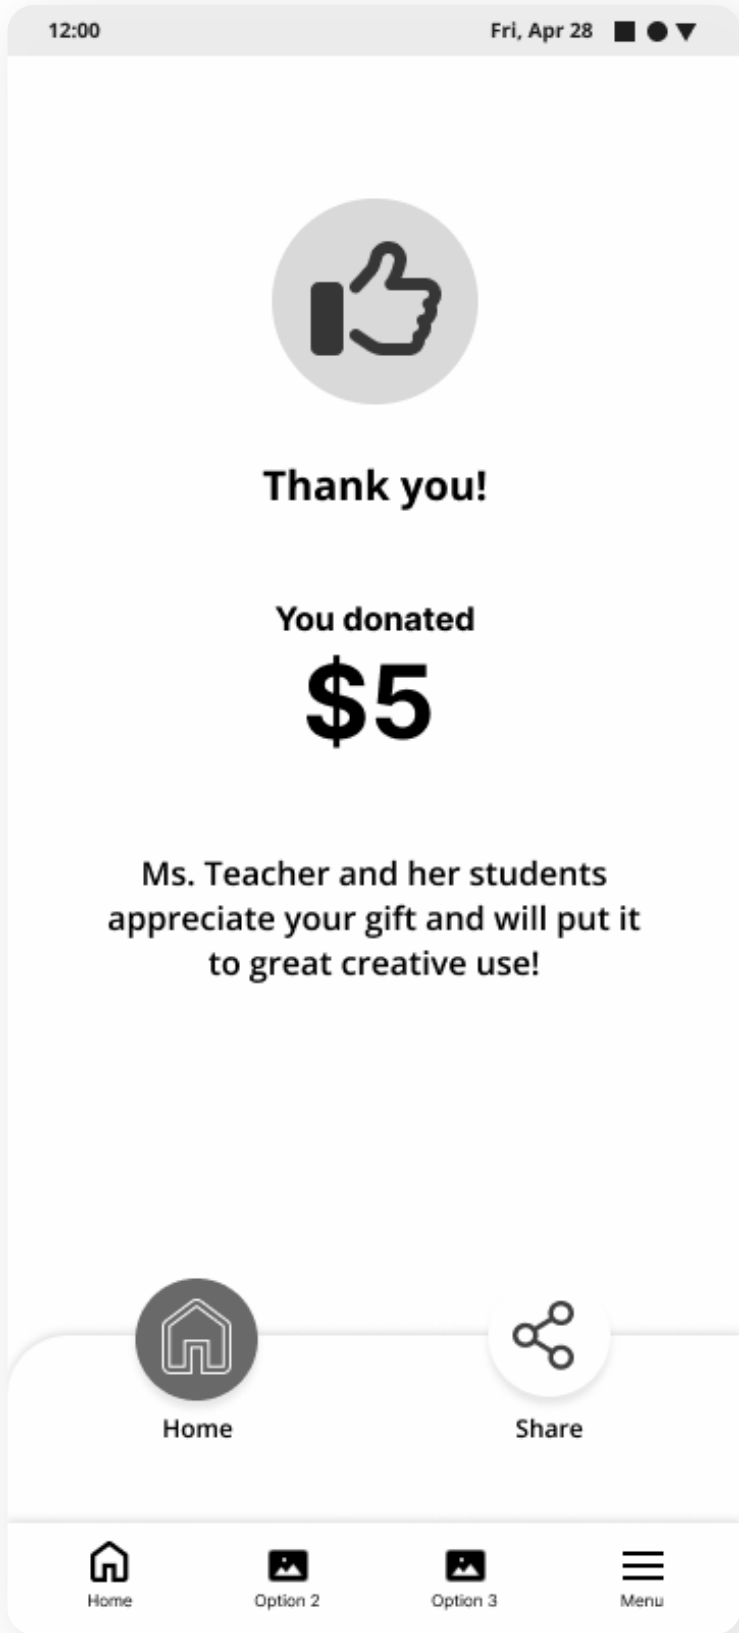 12:00 Fri, Apr 28
Thank you!
You donated
$5
Ms. Teacher and her students
appreciate your gift and will put it
to great creative use!
Home Share
Home Option 2 Option 3 Menu